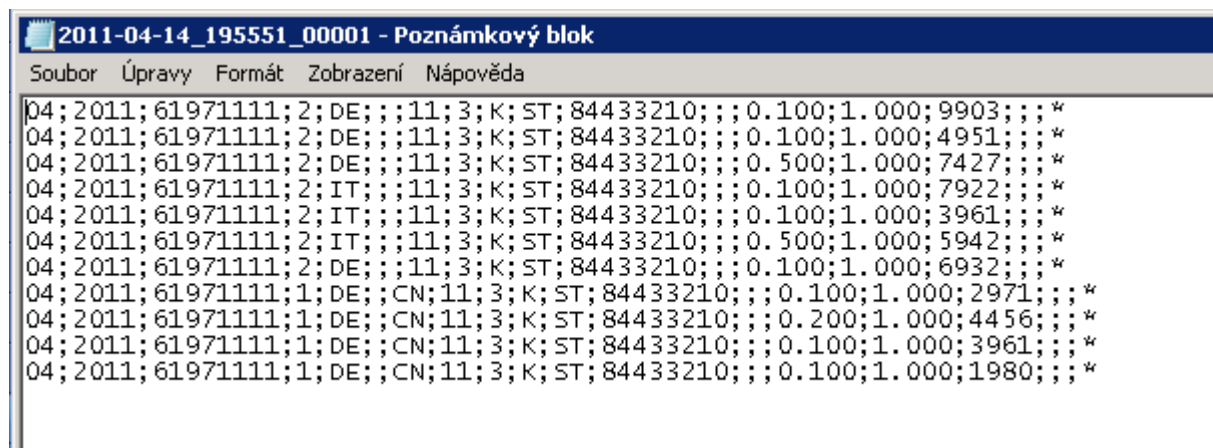 2011-04-14_195551_00001 - Poznámkový blok
Soubor Úpravy Formát Zobrazení Nápověda
04;2011;61971111;2;DE;;;11;3;K;ST;84433210;;;0.100;1.000;9903;;;*
04;2011;61971111;2;DE;;;11;3;K;ST;84433210;;;0.100;1.000;4951;;;*
04;2011;61971111;2;DE;;;11;3;K;ST;84433210;;;0.500;1.000;7427;;;*
04;2011;61971111;2;IT;;;11;3;K;ST;84433210;;;0.100;1.000;7922;;;*
04;2011;61971111;2;IT;;;11;3;K;ST;84433210;;;0.100;1.000;3961;;;*
04;2011;61971111;2;IT;;;11;3;K;ST;84433210;;;0.500;1.000;5942;;;*
04;2011;61971111;2;DE;;;11;3;K;ST;84433210;;;0.100;1.000;6932;;;*
04;2011;61971111;1;DE;;CN;11;3;K;ST;84433210;;;0.100;1.000;2971;;;*
04;2011;61971111;1;DE;;CN;11;3;K;ST;84433210;;;0.200;1.000;4456;;;*
04;2011;61971111;1;DE;;CN;11;3;K;ST;84433210;;;0.100;1.000;3961;;;*
04;2011;61971111;1;DE;;CN;11;3;K;ST;84433210;;;0.100;1.000;1980;;;*